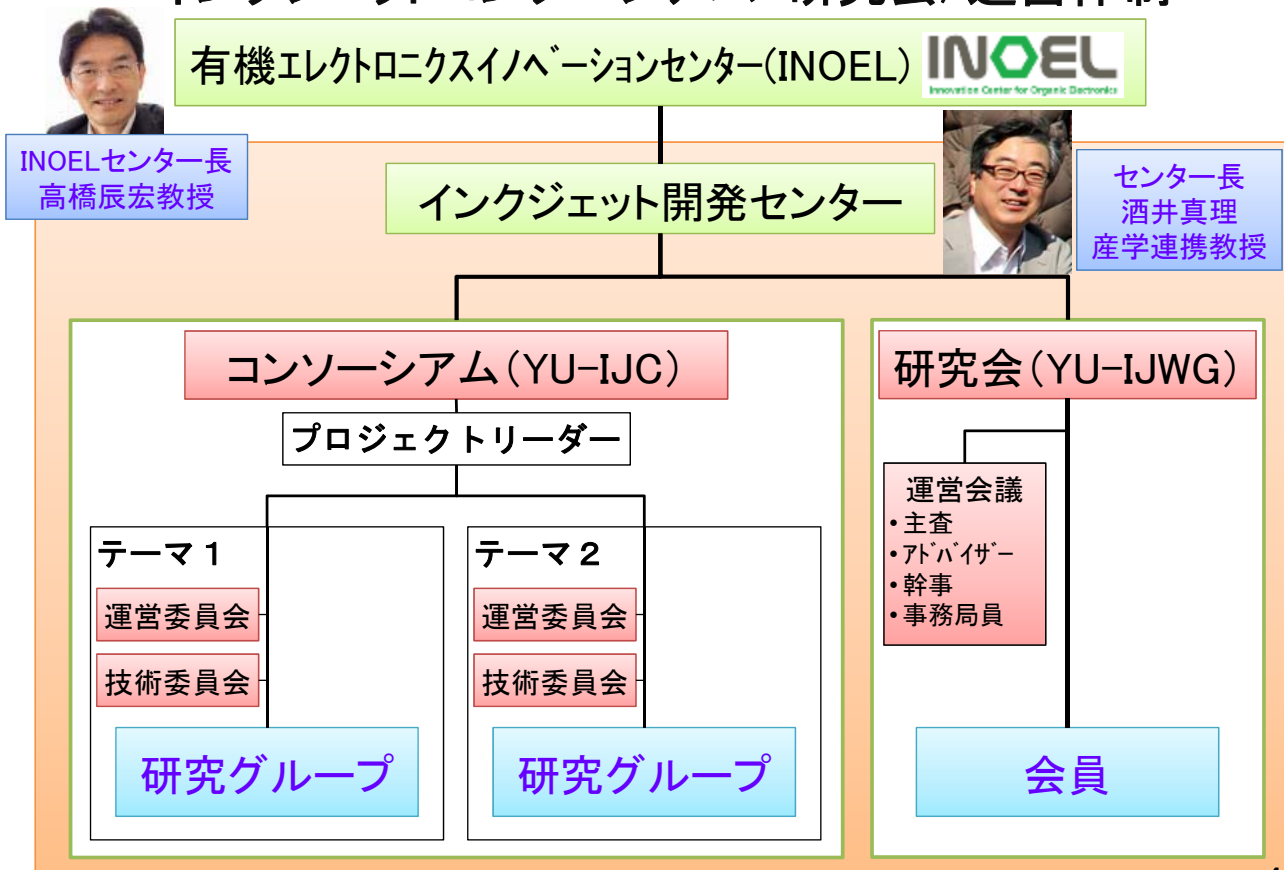 研究会 運営体制
有機ｴﾚｸﾄﾛﾆｸｽｲﾉﾍﾞｰｼｮﾝｾﾝﾀｰ(INOEL)
INOEL
Innovation Center for Organic Electronics
INOELセンター長
高橋辰宏教授
インクジェット開発センター
センター長
酒井真理
産学連携教授
コンソーシアム(YU-IJC)
プロジェクトリーダー
テーマ１
運営委員会
技術委員会
研究グループ
テーマ２
運営委員会
技術委員会
研究グループ
研究会(YU-IJWG)
運営会議
•主査
•ｱﾄﾞﾊﾞｲｻﾞｰ
•幹事
•事務局員
会員